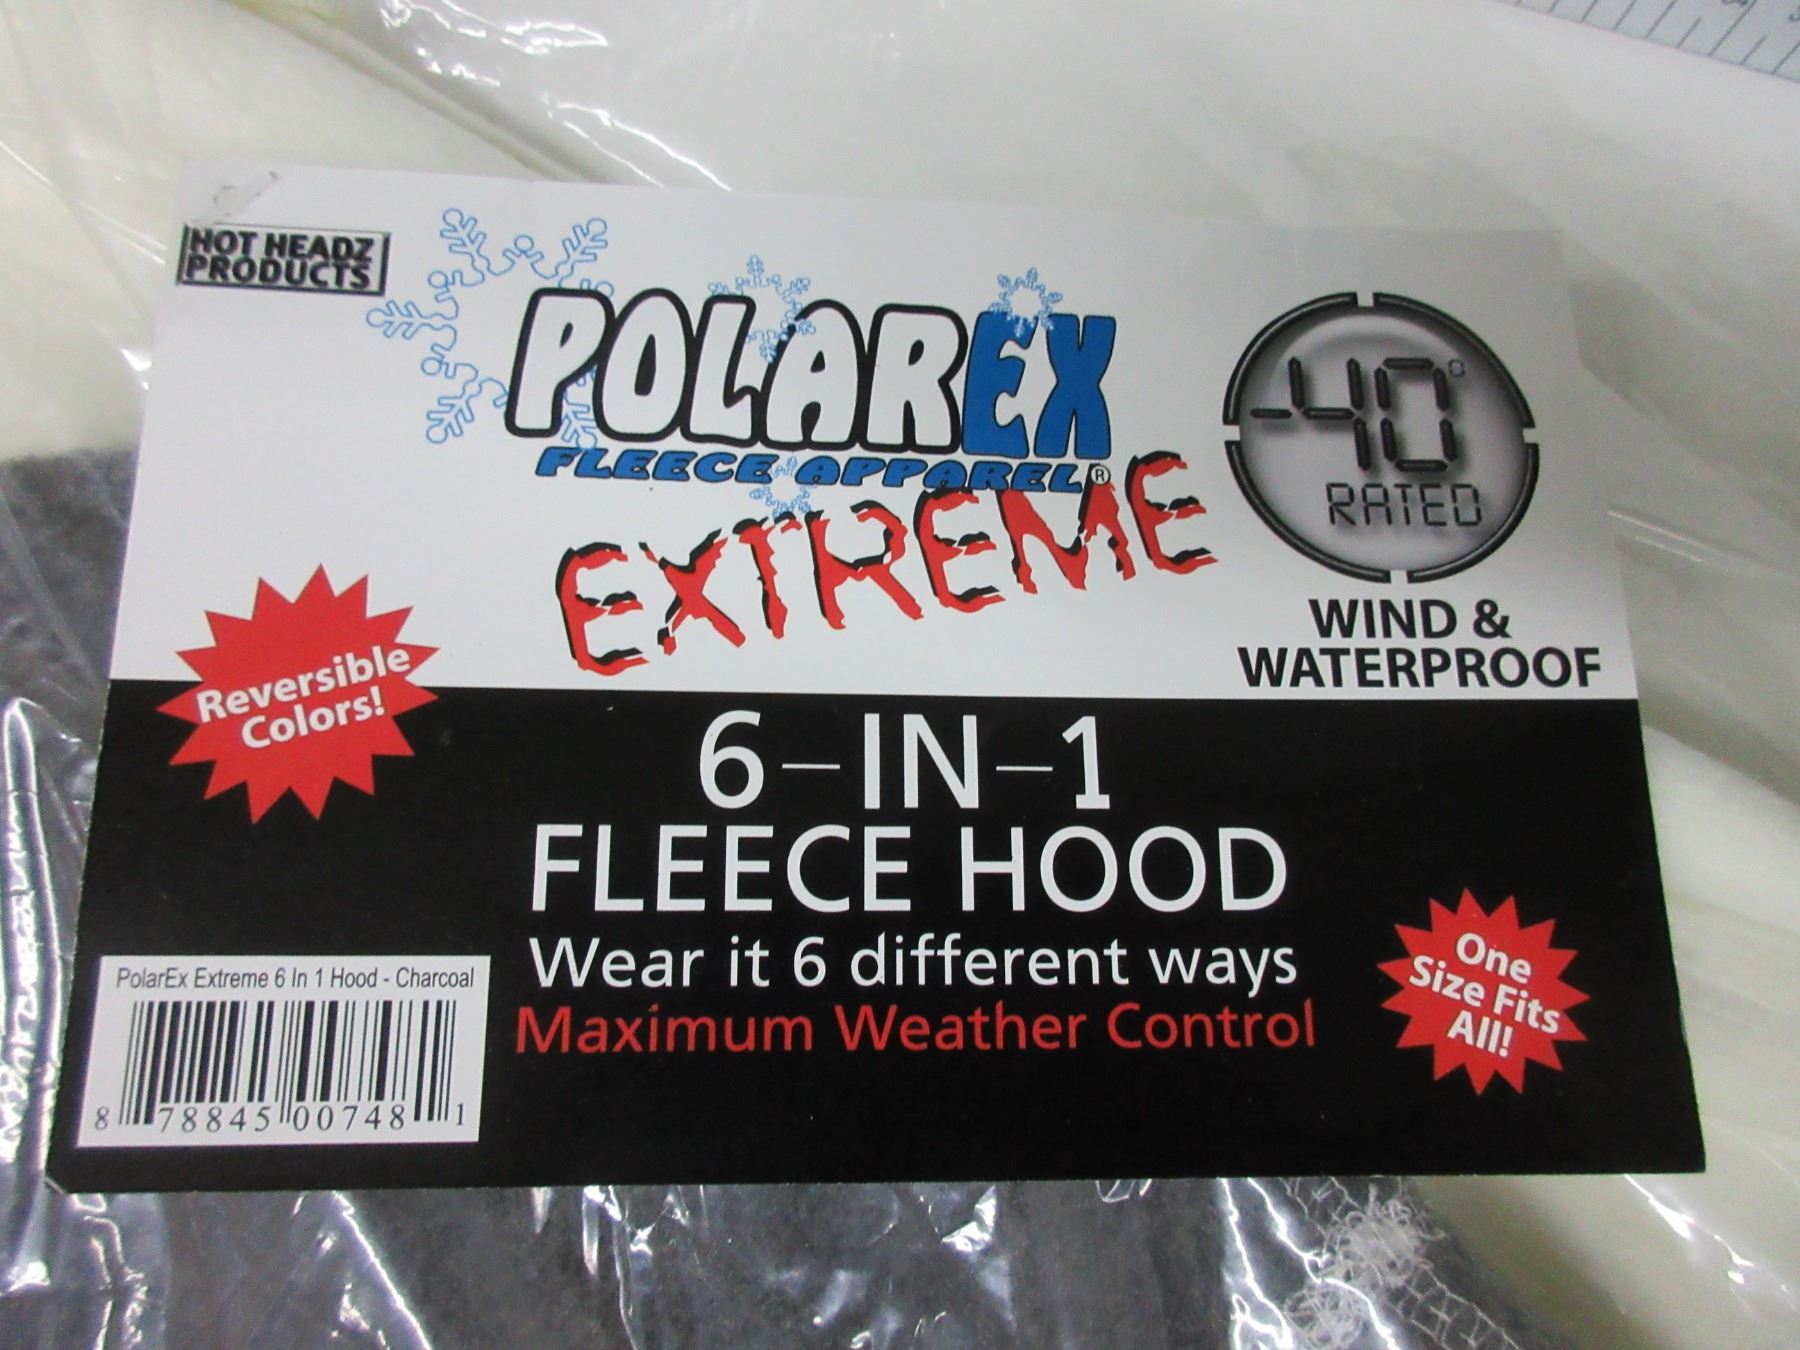 HOT HEADZ
PRODUCTS
POLAREX
FLEECE APPAREL®
EXTREME
-40°
RATED
WIND &
WATERPROOF
Reversible
Colors!
6-IN-1
FLEECE HOOD
Wear it 6 different ways
Maximum Weather Control
One
Size Fits
All!
PolarEx Extreme 6 In 1 Hood - Charcoal
8 78845 00748 1